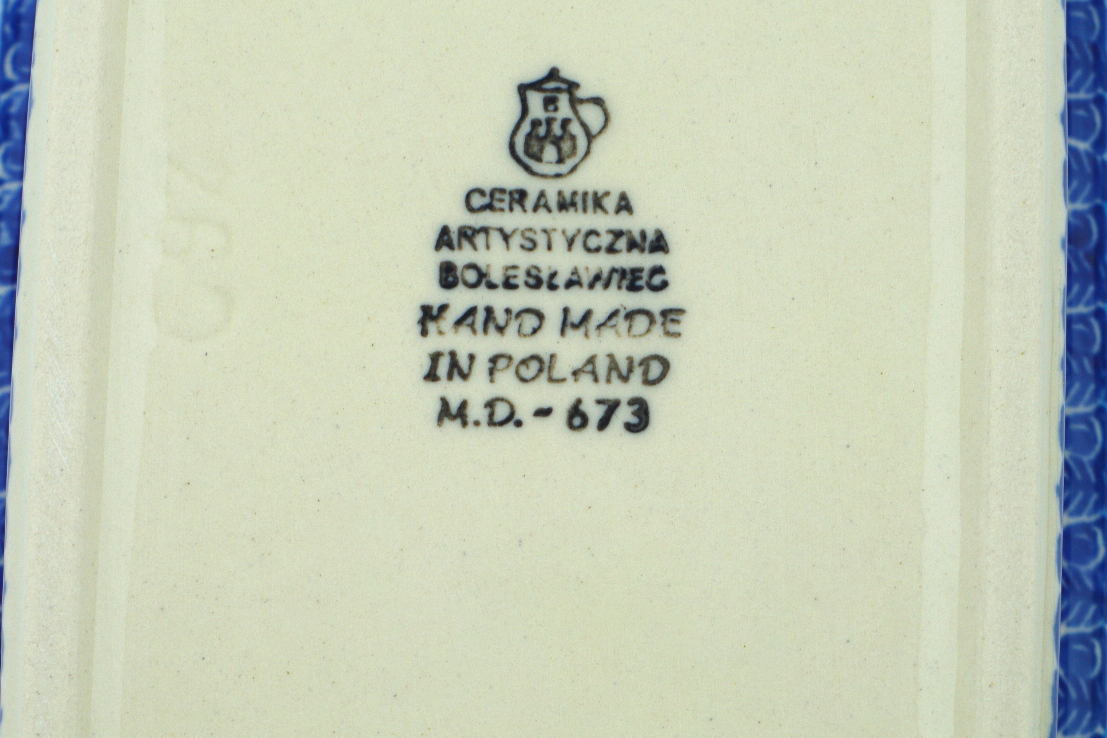 B
CERAMIKA
ARTYSTYCZNA
BOLESŁAWIEC
HAND MADE
IN POLAND
M.D. - 673